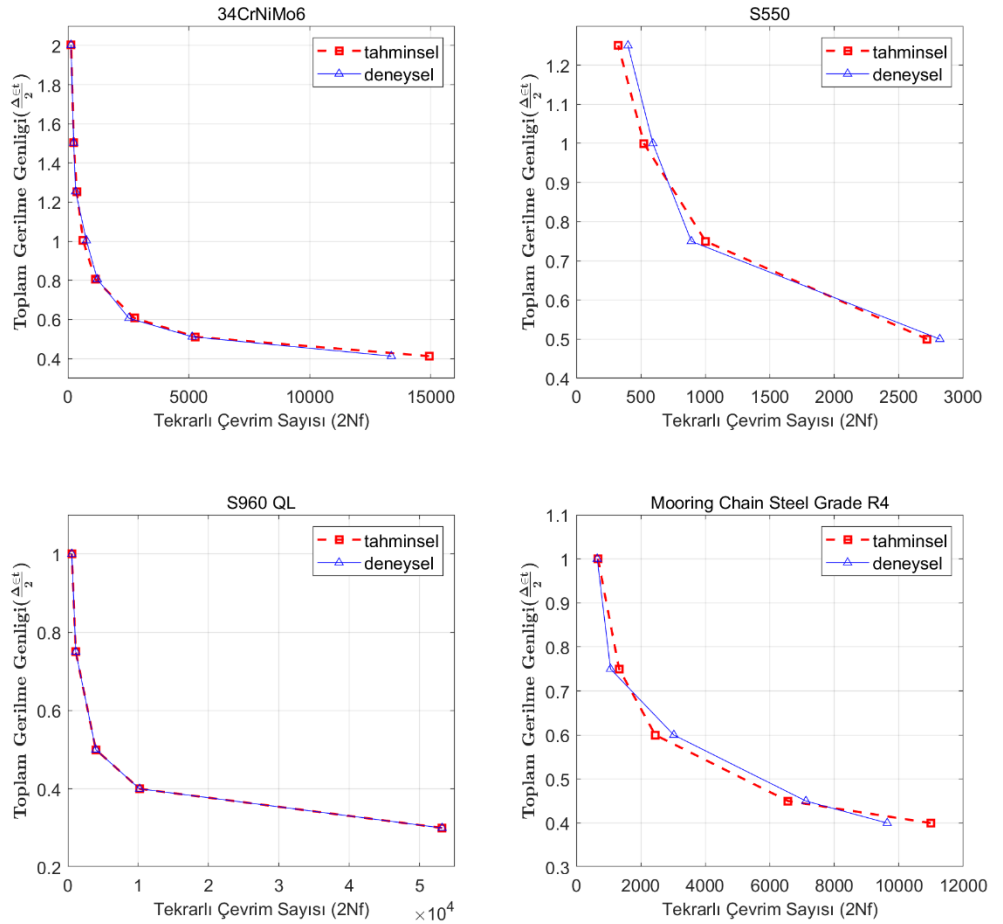 34CrNiMo6
tahminsel
deneysel
Toplam Gerilme Genligi(Δεt/2)
2
1.8
1.6
1.4
1.2
1
0.8
0.6
0.4
0
5000
10000
15000
Tekrarlı Çevrim Sayısı (2Nf)
S550
tahminsel
deneysel
Toplam Gerilme Genligi(Δεt/2)
1.2
1.1
1
0.9
0.8
0.7
0.6
0.5
0.4
0
500
1000
1500
2000
2500
3000
Tekrarlı Çevrim Sayısı (2Nf)
S960 QL
tahminsel
deneysel
Toplam Gerilme Genligi(Δεt/2)
1
0.8
0.6
0.4
0.2
0
1
2
3
4
5
×10⁴
Tekrarlı Çevrim Sayısı (2Nf)
Mooring Chain Steel Grade R4
tahminsel
deneysel
Toplam Gerilme Genligi(Δεt/2)
1.1
1
0.9
0.8
0.7
0.6
0.5
0.4
0.3
0
2000
4000
6000
8000
10000
12000
Tekrarlı Çevrim Sayısı (2Nf)